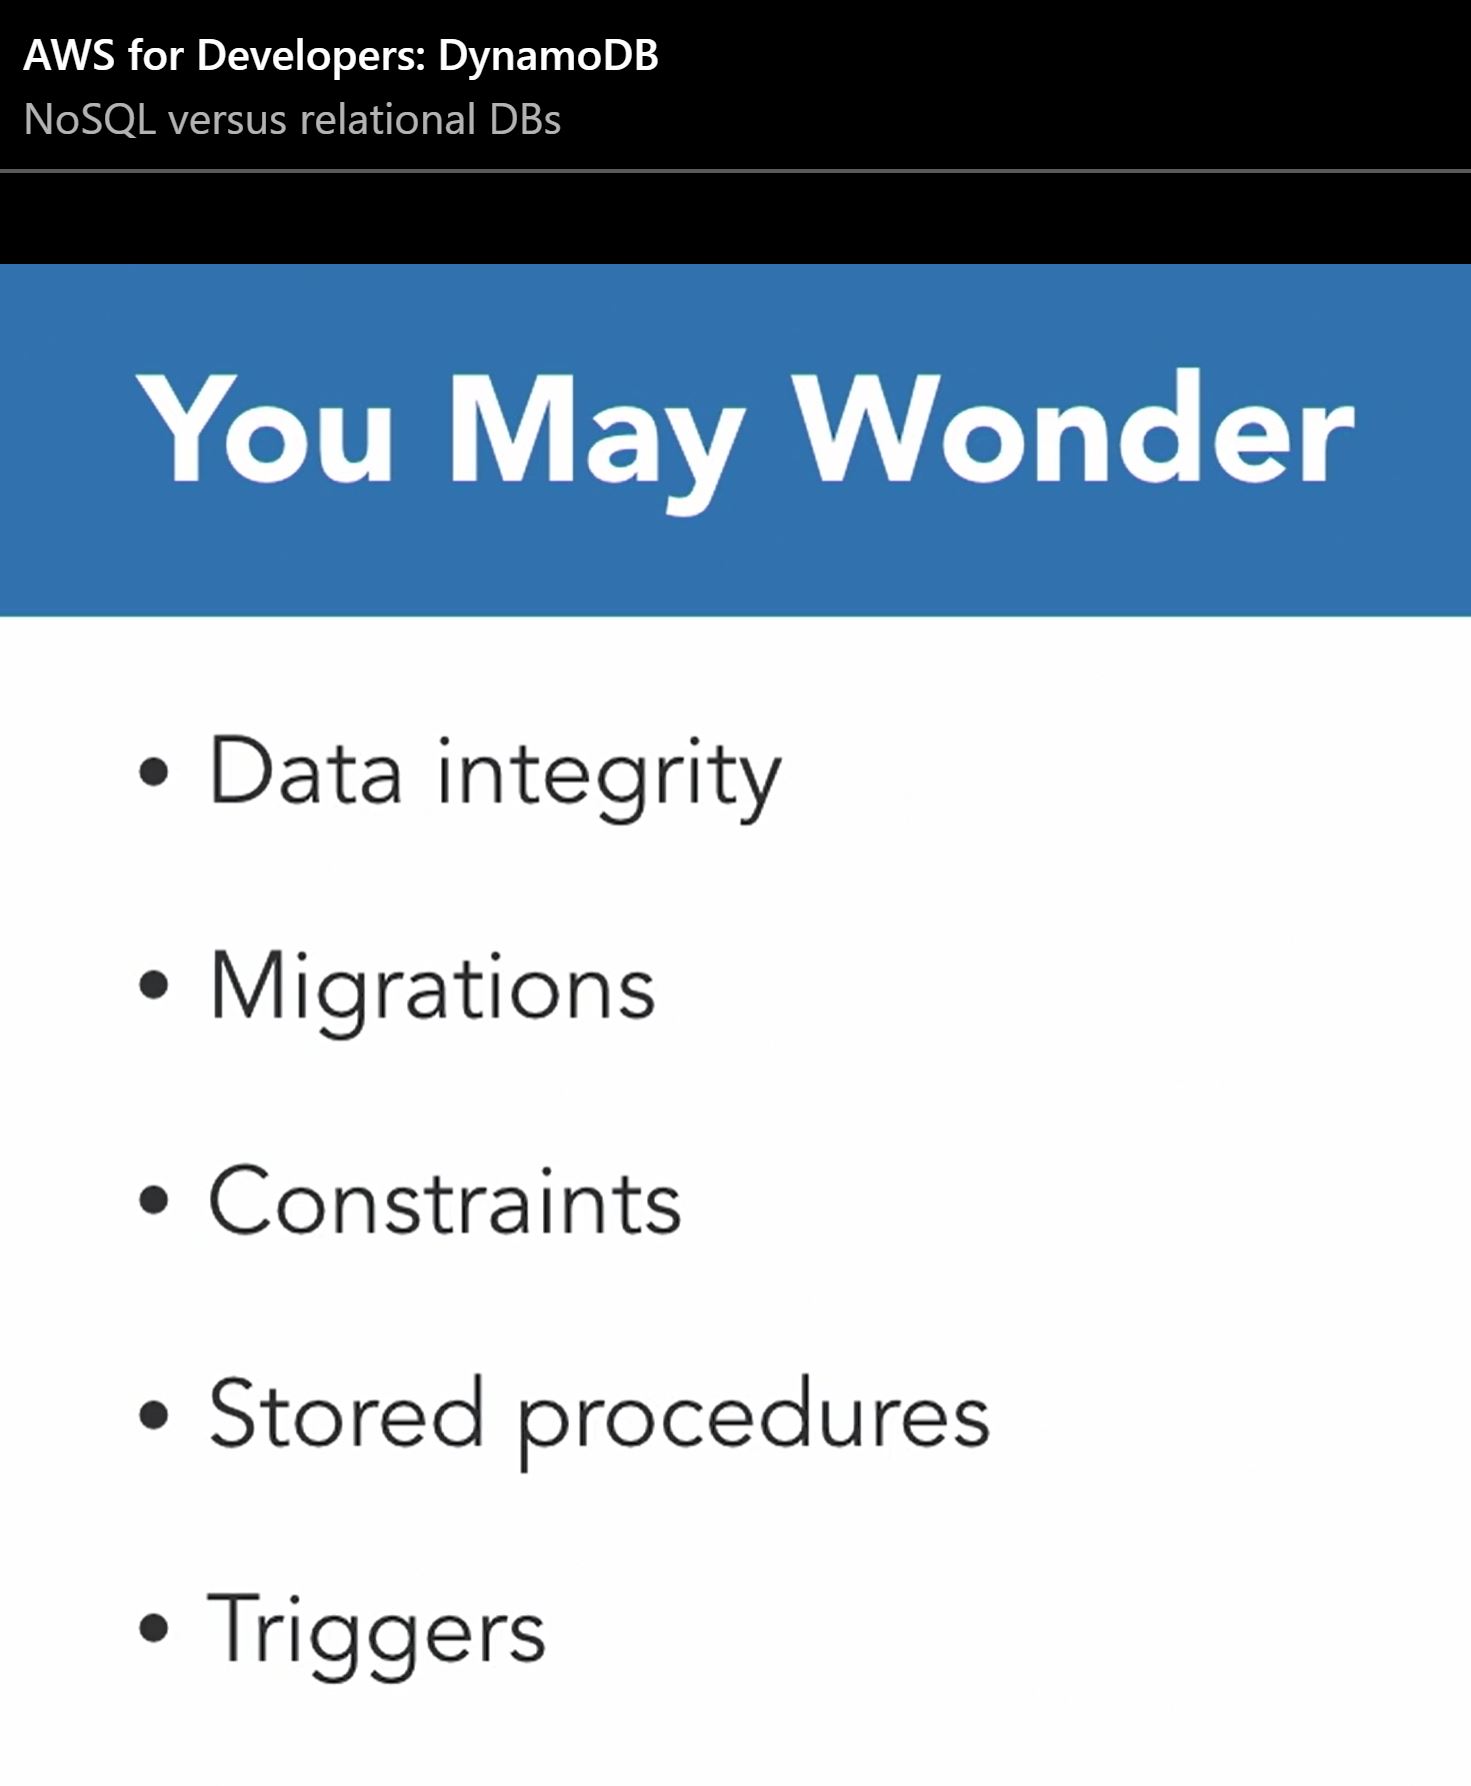 AWS for Developers: DynamoDB
NoSQL versus relational DBs
You May Wonder
• Data integrity
• Migrations
• Constraints
• Stored procedures
• Triggers